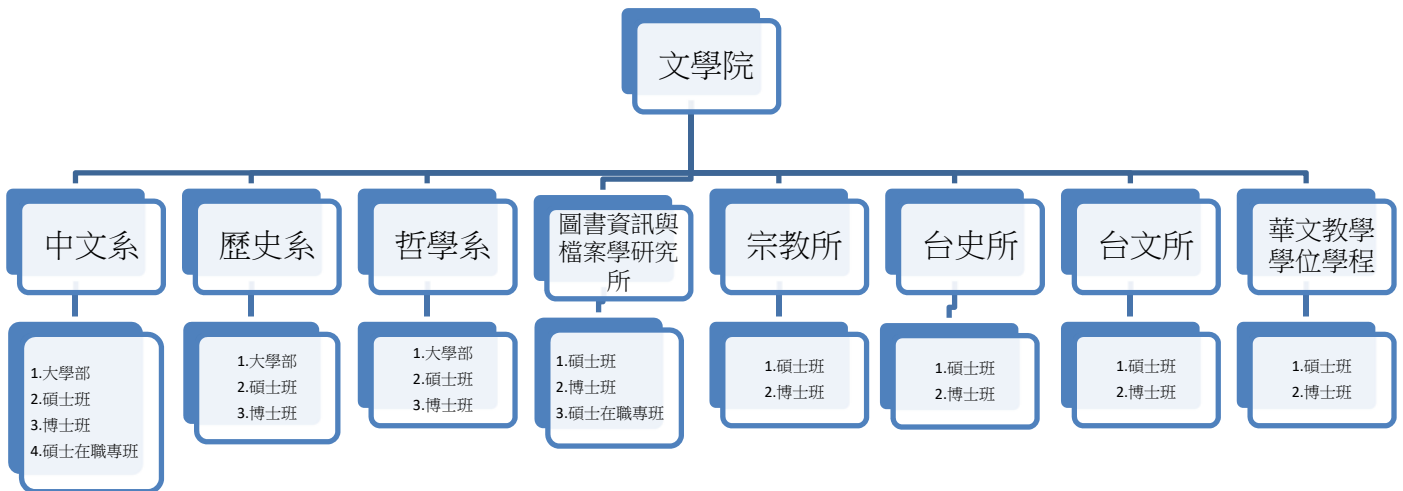 文學院
中文系
歷史系
哲學系
圖書資訊與
檔案學研究
所
宗教所
台史所
台文所
華文教學
學位學程
1.大學部
2.碩士班
3.博士班
4.碩士在職專班
1.大學部
2.碩士班
3.博士班
1.大學部
2.碩士班
3.博士班
1.碩士班
2.博士班
3.碩士在職專班
1.碩士班
2.博士班
1.碩士班
2.博士班
1.碩士班
2.博士班
1.碩士班
2.博士班